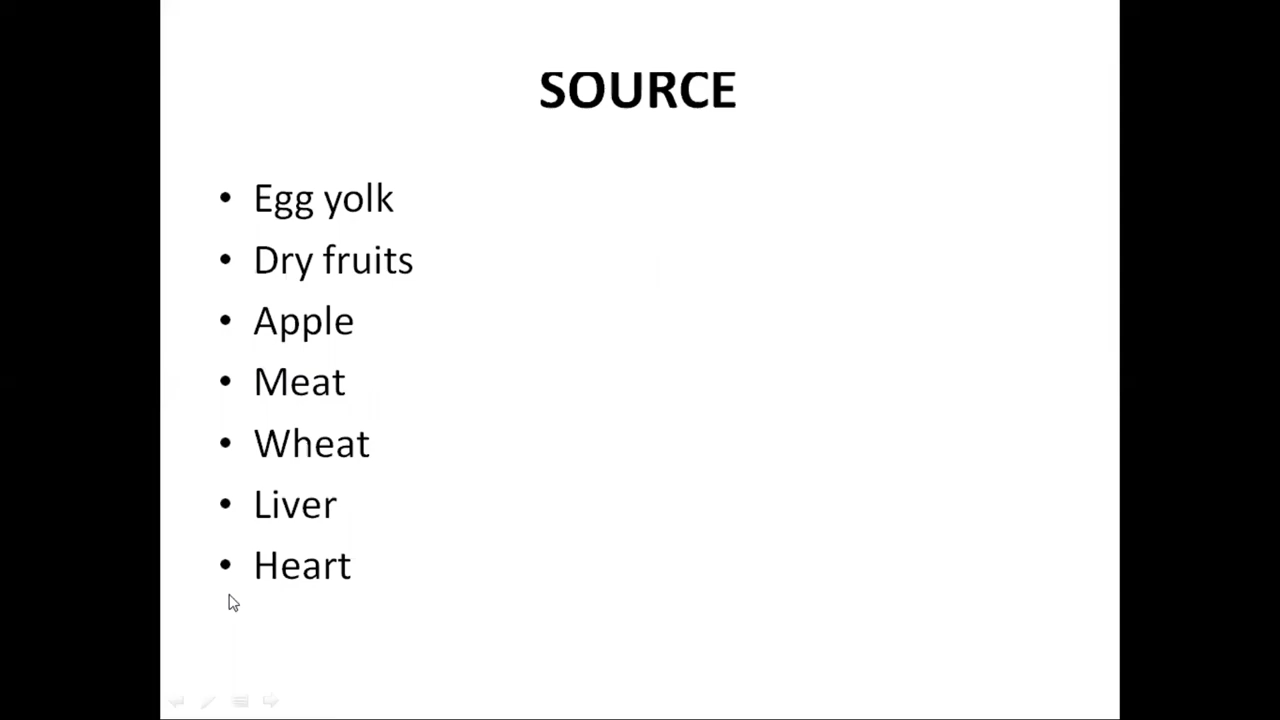 SOURCE
• Egg yolk
• Dry fruits
• Apple
• Meat
• Wheat
• Liver
• Heart